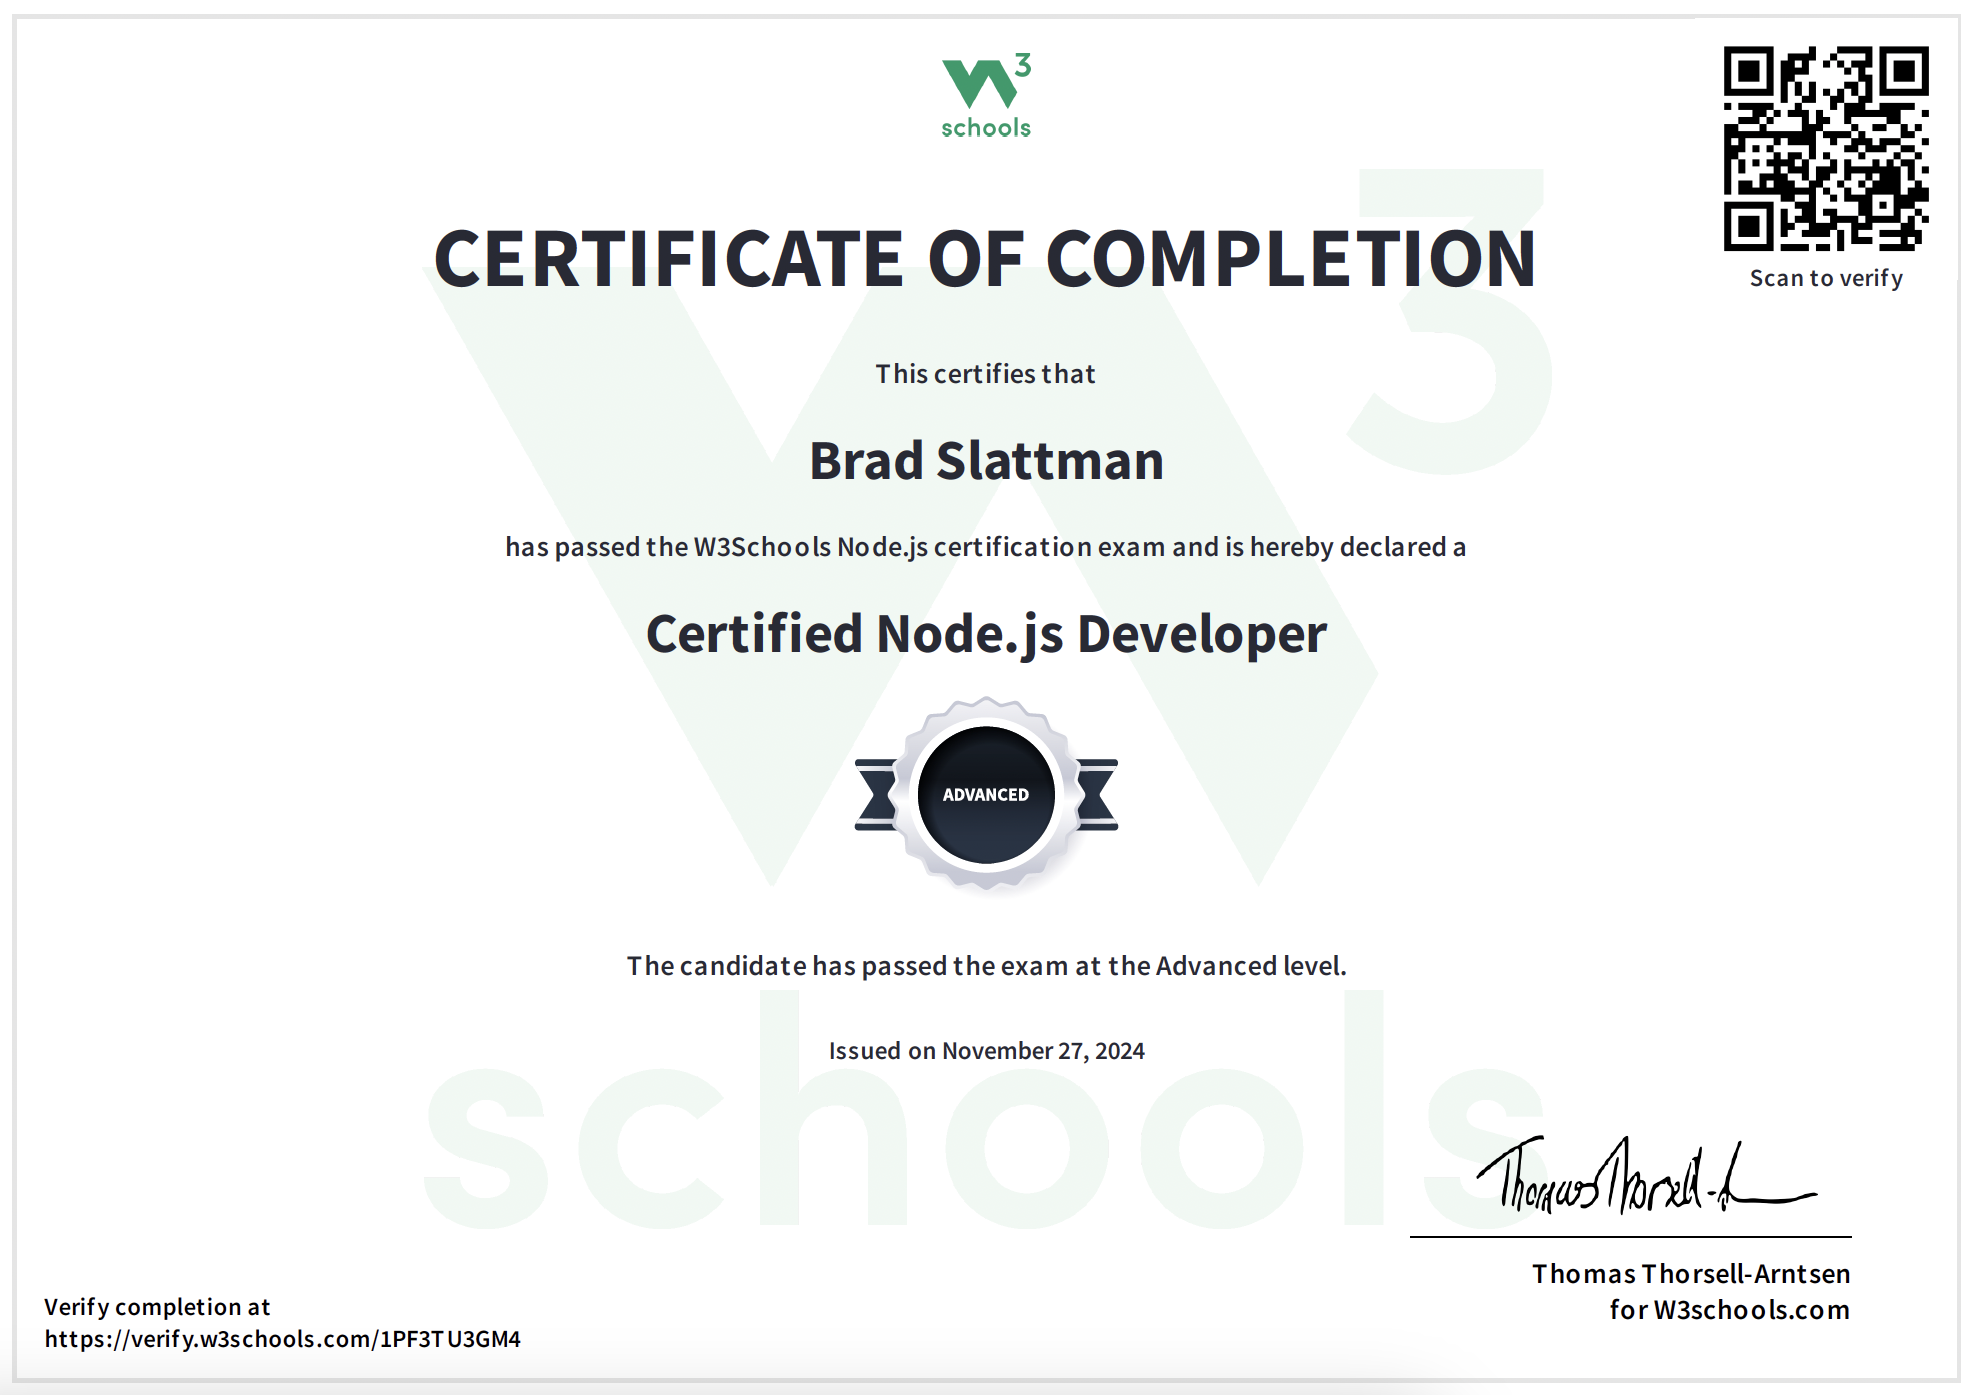 W3
schools
CERTIFICATE OF COMPLETION
Scan to verify
This certifies that
Brad Slattman
has passed the W3Schools Node.js certification exam and is hereby declared a
Certified Node.js Developer
ADVANCED
The candidate has passed the exam at the Advanced level.
Issued on November 27, 2024
Thomas Thorsell-A
Thomas Thorsell-Arntsen
for W3schools.com
Verify completion at
https://verify.w3schools.com/1PF3TU3GM4
W3
schools